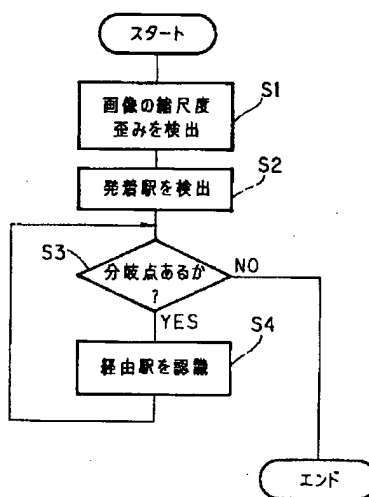 スタート
画像の縮尺度
歪みを検出
S1
発着駅を検出
S2
S3
分岐点あるか
?
NO
YES
S4
経由駅を認識
エンド